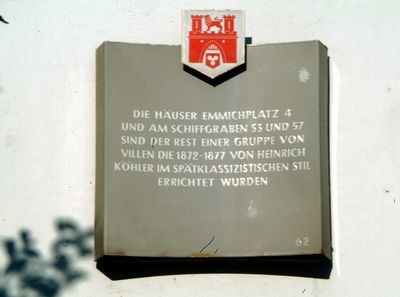 DIE HÄUSER EMMICHPLATZ 4
UND AM SCHIFFGRABEN 53 UND 57
SIND DER REST EINER GRUPPE VON
VILLEN DIE 1872-1877 VON HEINRICH
KÖHLER IM SPÄTKLASSIZISTISCHEN STIL
ERRICHTET WURDEN
62